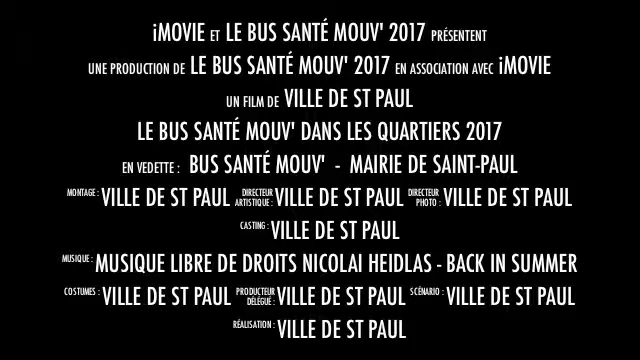 iMOVIE ET LE BUS SANTÉ MOUV' 2017 PRÉSENTENT
UNE PRODUCTION DE LE BUS SANTÉ MOUV' 2017 EN ASSOCIATION AVEC iMOVIE
UN FILM DE VILLE DE ST PAUL
LE BUS SANTÉ MOUV' DANS LES QUARTIERS 2017
EN VEDETTE : BUS SANTÉ MOUV' - MAIRIE DE SAINT-PAUL
MONTAGE : VILLE DE ST PAUL DIRECTEUR ARTISTIQUE : VILLE DE ST PAUL DIRECTEUR PHOTO : VILLE DE ST PAUL
CASTING : VILLE DE ST PAUL
MUSIQUE : MUSIQUE LIBRE DE DROITS NICOLAI HEIDLAS - BACK IN SUMMER
COSTUMES : VILLE DE ST PAUL PRODUCTEUR DÉLÉGUÉ : VILLE DE ST PAUL SCÉNARIO : VILLE DE ST PAUL
RÉALISATION : VILLE DE ST PAUL